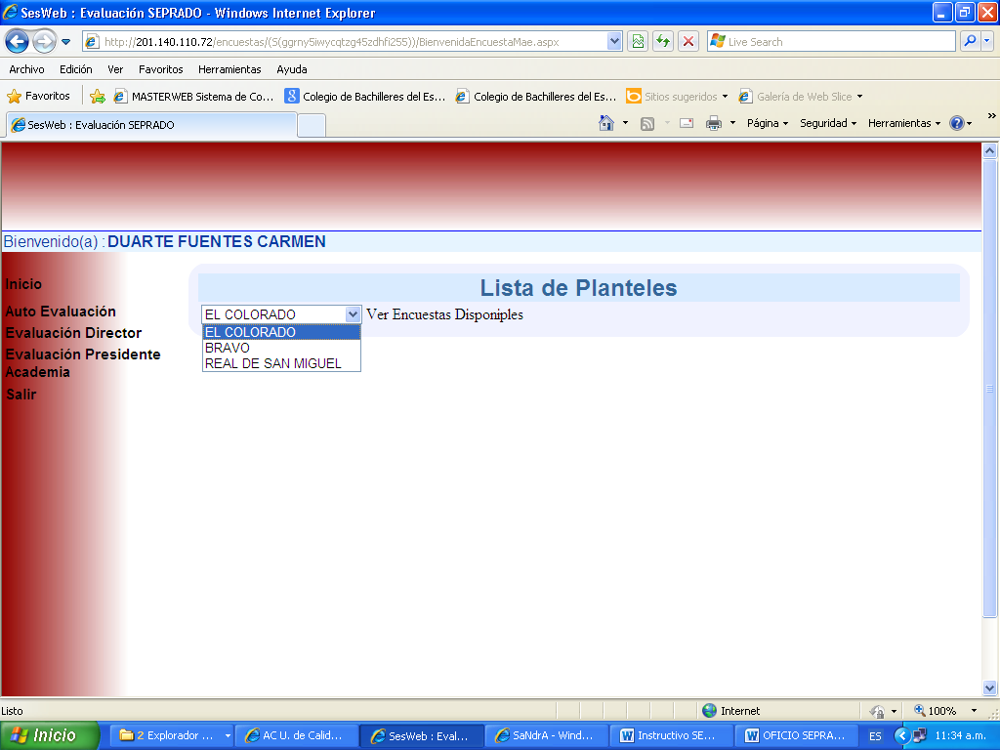 SesWeb : Evaluación SEPRADO - Windows Internet Explorer
http://201.140.110.72/encuestas/(S(ggrny5iwycqtzg45zdhfi255))/BienvenidaEncuestaMae.aspx
Live Search
Archivo Edición Ver Favoritos Herramientas Ayuda
Favoritos MASTERWEB Sistema de Co... Colegio de Bachilleres del Es... Colegio de Bachilleres del Es... Sitios sugeridos Galería de Web Slice
SesWeb : Evaluación SEPRADO Página Seguridad Herramientas
Bienvenido(a) : DUARTE FUENTES CARMEN
Inicio
Auto Evaluación
Evaluación Director
Evaluación Presidente
Academia
Salir
Lista de Planteles
EL COLORADO Ver Encuestas Disponiples
EL COLORADO
BRAVO
REAL DE SAN MIGUEL
Listo Internet 100%
Inicio 2 Explorador ... AC U. de Calid... SesWeb : Eval... SaNdrA - Wind... Instructivo SE... OFICIO SEPRA... ES 11:34 a.m.